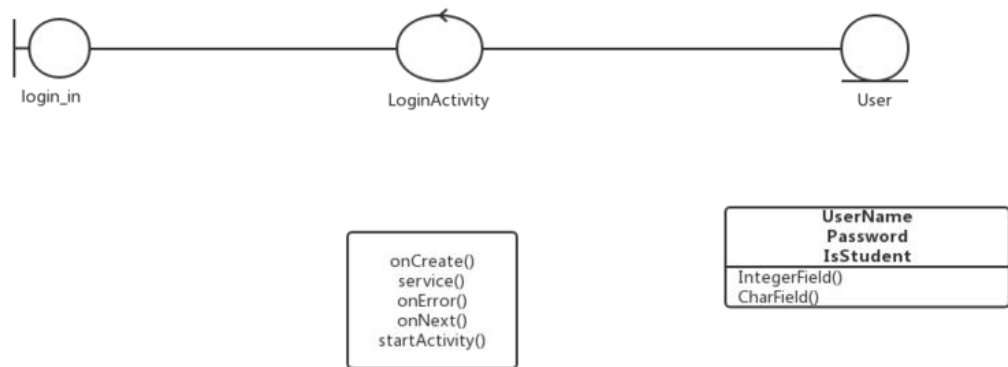 login_in
LoginActivity
User
onCreate()
service()
onError()
onNext()
startActivity()
UserName
Password
IsStudent
IntegerField()
CharField()